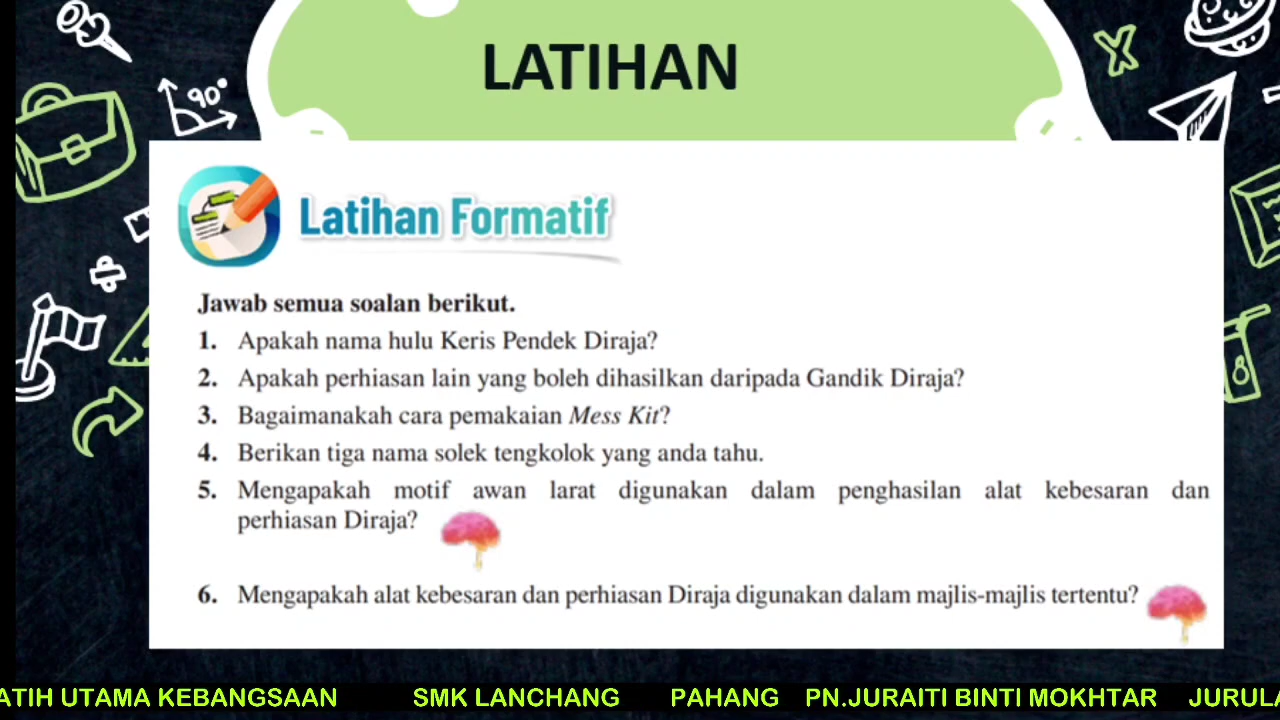 LATIHAN
90°
Latihan Formatif
Jawab semua soalan berikut.
1. Apakah nama hulu Keris Pendek Diraja?
2. Apakah perhiasan lain yang boleh dihasilkan daripada Gandik Diraja?
3. Bagaimanakah cara pemakaian Mess Kit?
4. Berikan tiga nama solek tengkolok yang anda tahu.
5. Mengapakah motif awan larat digunakan dalam penghasilan alat kebesaran dan
perhiasan Diraja?
6. Mengapakah alat kebesaran dan perhiasan Diraja digunakan dalam majlis-majlis tertentu?
ATIH UTAMA KEBANGSAAN SMK LANCHANG PAHANG PN.JURAITI BINTI MOKHTAR JURULA